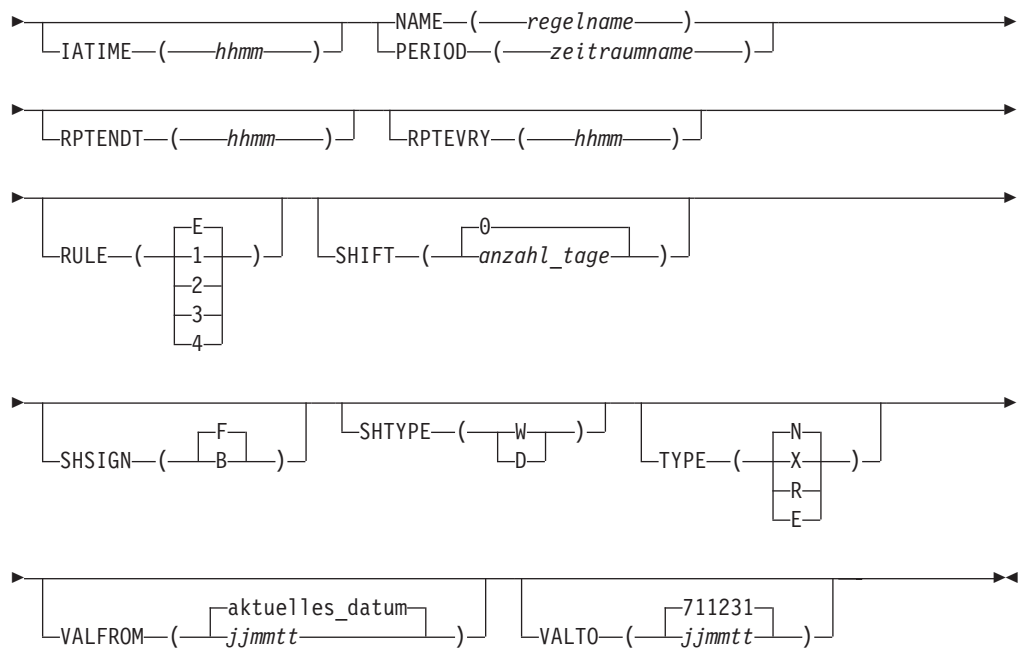 NAME ( regelname )
IATIME ( hhmm ) PERIOD ( zeitraumname )
RPTENDT ( hhmm ) RPTEVRY ( hhmm )
E 0
RULE ( 1 ) SHIFT ( anzahl_tage )
2
3
4
F SHTYPE ( W ) N
SHSIGN ( B ) D TYPE ( X )
R
E
aktuelles_datum 711231
VALFROM ( jjmmtt ) VALTO ( jjmmtt )